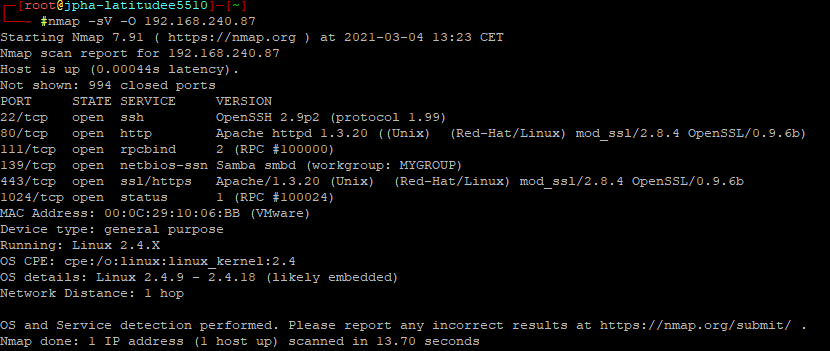 [root@jpha-latitudee5510]─[~]
#nmap -sV -O 192.168.240.87
Starting Nmap 7.91 ( https://nmap.org ) at 2021-03-04 13:23 CET
Nmap scan report for 192.168.240.87
Host is up (0.00044s latency).
Not shown: 994 closed ports
PORT     STATE SERVICE     VERSION
22/tcp   open  ssh         OpenSSH 2.9p2 (protocol 1.99)
80/tcp   open  http        Apache httpd 1.3.20 ((Unix)  (Red-Hat/Linux) mod_ssl/2.8.4 OpenSSL/0.9.6b)
111/tcp  open  rpcbind     2 (RPC #100000)
139/tcp  open  netbios-ssn Samba smbd (workgroup: MYGROUP)
443/tcp  open  ssl/https   Apache/1.3.20 (Unix)  (Red-Hat/Linux) mod_ssl/2.8.4 OpenSSL/0.9.6b
1024/tcp open  status      1 (RPC #100024)
MAC Address: 00:0C:29:10:06:BB (VMware)
Device type: general purpose
Running: Linux 2.4.X
OS CPE: cpe:/o:linux:linux_kernel:2.4
OS details: Linux 2.4.9 - 2.4.18 (likely embedded)
Network Distance: 1 hop
OS and Service detection performed. Please report any incorrect results at https://nmap.org/submit/ .
Nmap done: 1 IP address (1 host up) scanned in 13.70 seconds